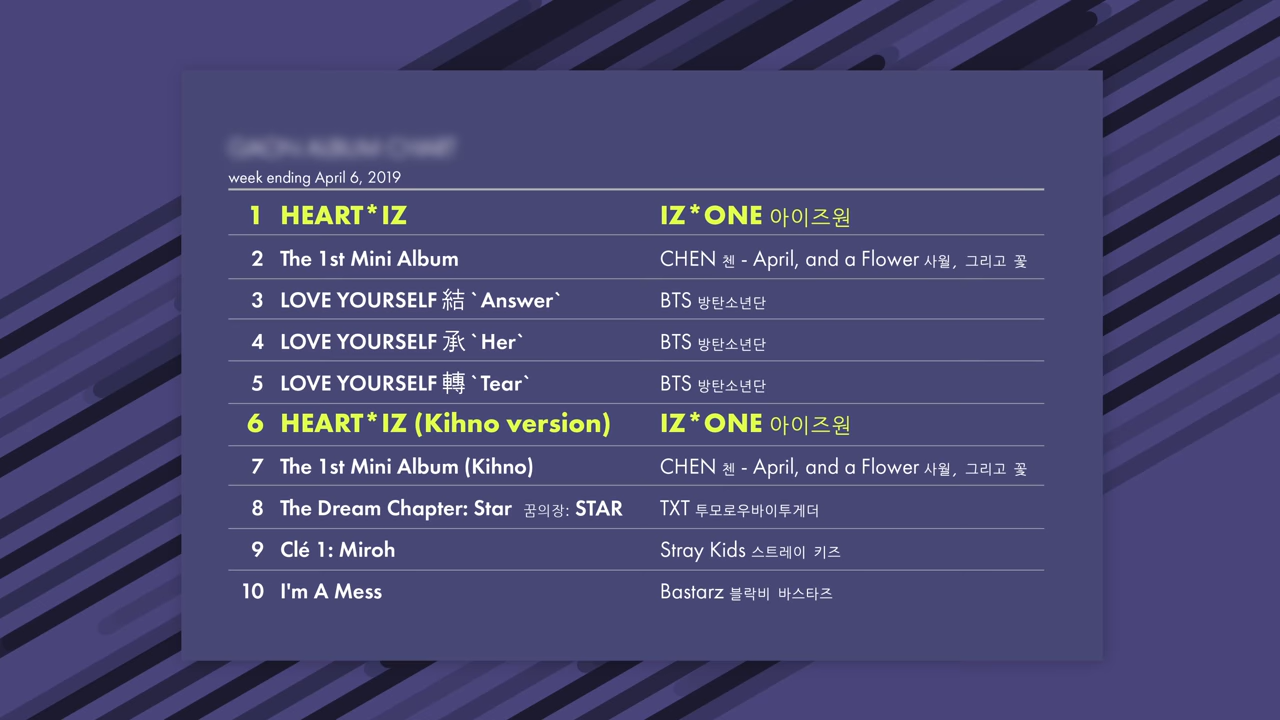 week ending April 6, 2019
1 HEART*IZ IZ*ONE 아이즈원
2 The 1st Mini Album CHEN 첸 - April, and a Flower 사월, 그리고 꽃
3 LOVE YOURSELF 結 `Answer` BTS 방탄소년단
4 LOVE YOURSELF 承 `Her` BTS 방탄소년단
5 LOVE YOURSELF 轉 `Tear` BTS 방탄소년단
6 HEART*IZ (Kihno version) IZ*ONE 아이즈원
7 The 1st Mini Album (Kihno) CHEN 첸 - April, and a Flower 사월, 그리고 꽃
8 The Dream Chapter: Star 꿈의장: STAR TXT 투모로우바이투게더
9 Clé 1: Miroh Stray Kids 스트레이 키즈
10 I'm A Mess Bastarz 블락비 바스타즈